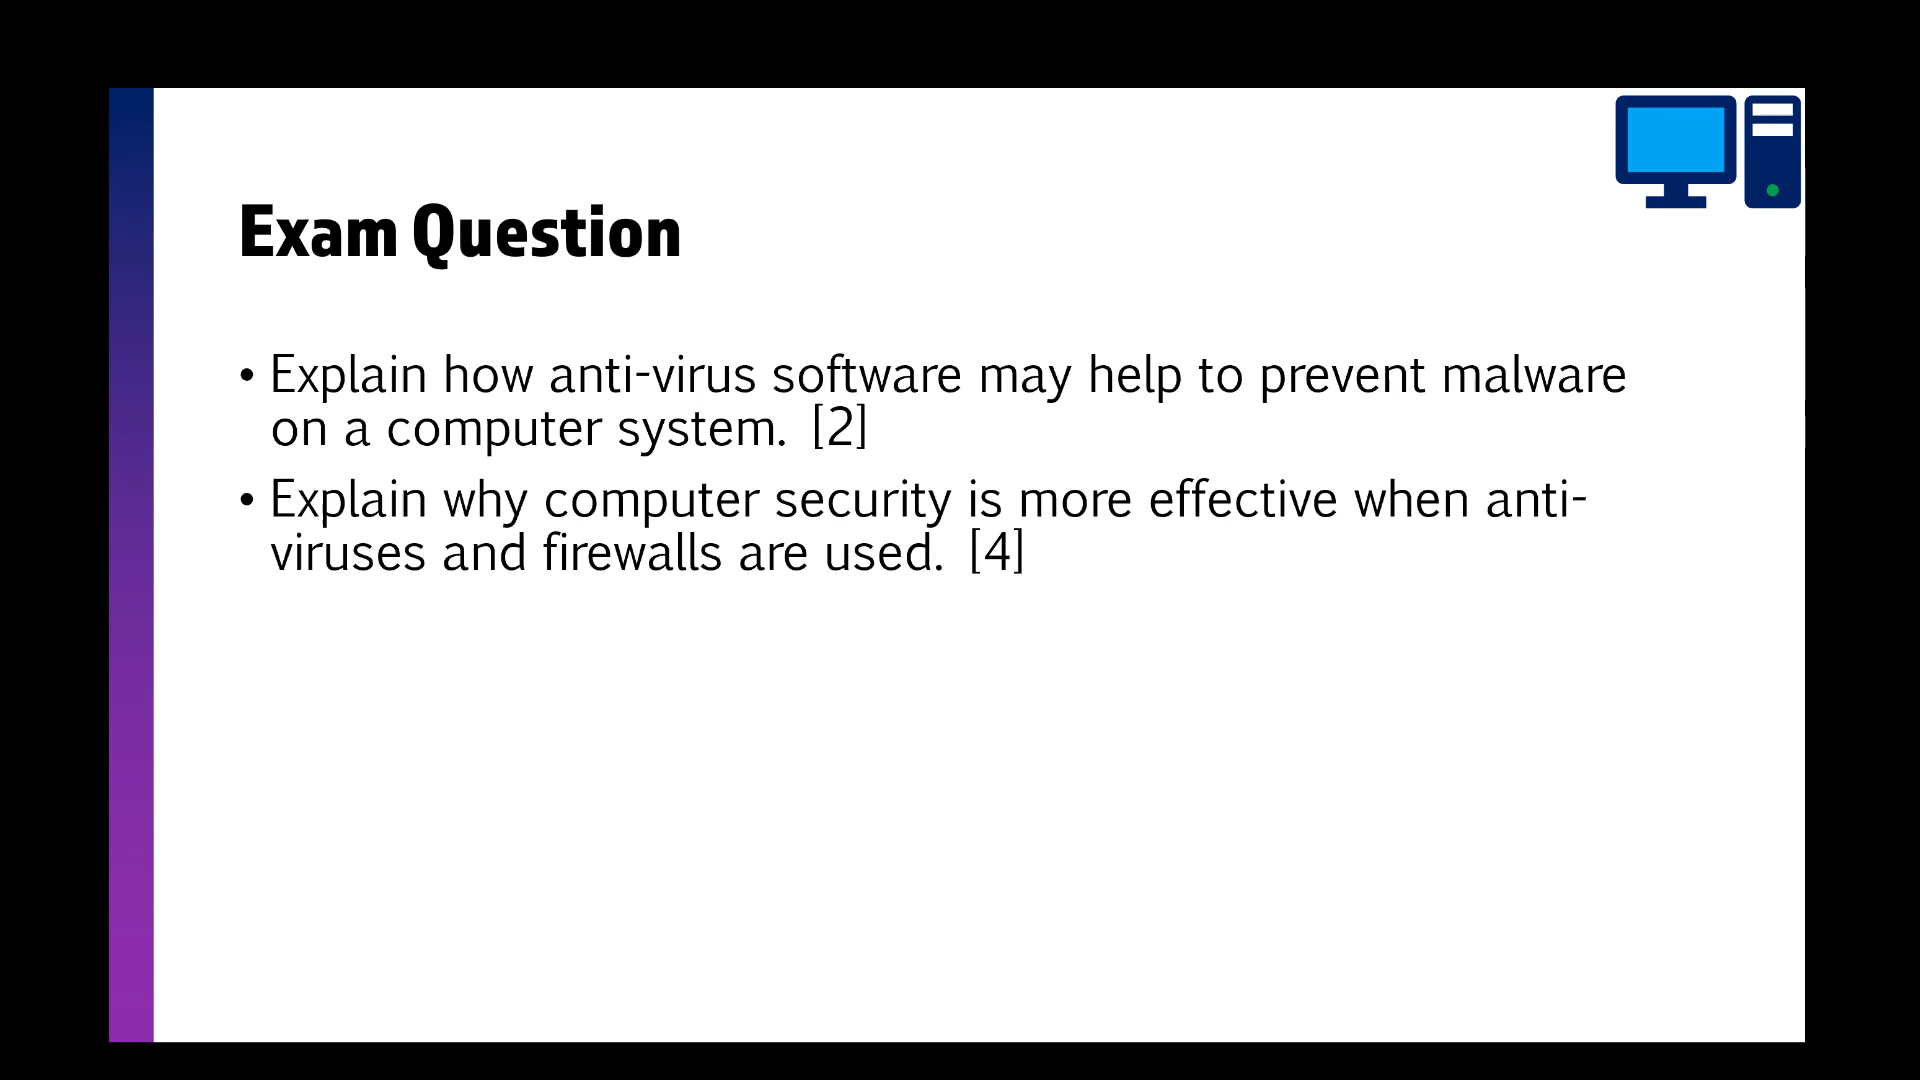 Exam Question
• Explain how anti-virus software may help to prevent malware
on a computer system. [2]
• Explain why computer security is more effective when anti-
viruses and firewalls are used. [4]